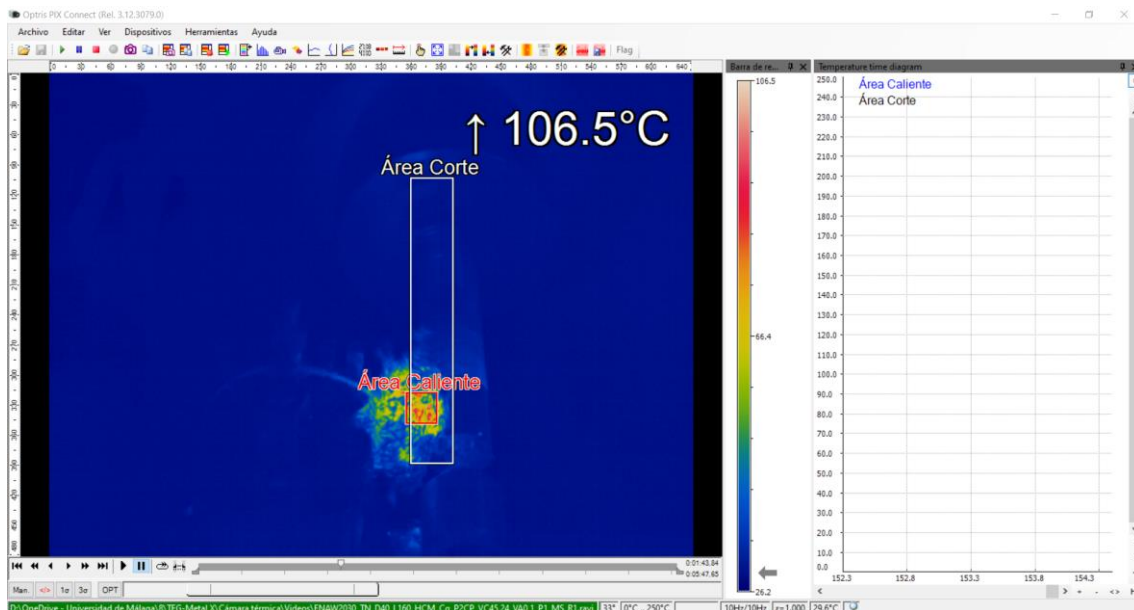 Optris PIX Connect (Rel. 3.12.3079.0)
Archivo Editar Ver Dispositivos Herramientas Ayuda
Flag
Barra de re...
Temperature time diagram
↑ 106.5°C
Área Corte
Área Caliente
106.5
66.4
26.2
Área Caliente
Área Corte
250.0
240.0
230.0
220.0
210.0
200.0
190.0
180.0
170.0
160.0
150.0
140.0
130.0
120.0
110.0
100.0
90.0
80.0
70.0
60.0
50.0
40.0
30.0
20.0
10.0
0.0
152.3 152.8 153.3 153.8 154.3
0:01:43,84
0:05:47,65
Man. </> 1σ 3σ OPT
33° 0°C ... 250°C 10Hz/10Hz ε=1,000 29,6°C